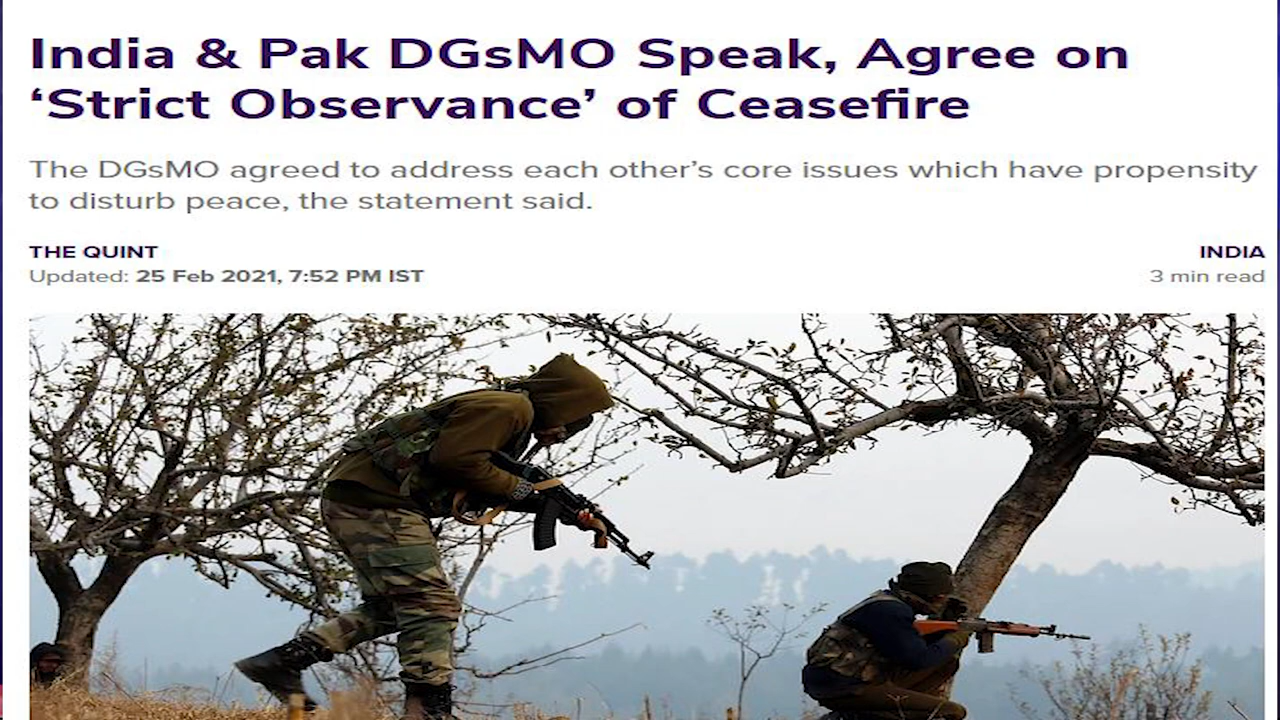 India & Pak DGsMO Speak, Agree on
‘Strict Observance’ of Ceasefire
The DGsMO agreed to address each other’s core issues which have propensity
to disturb peace, the statement said.
THE QUINT
INDIA
Updated: 25 Feb 2021, 7:52 PM IST
3 min read